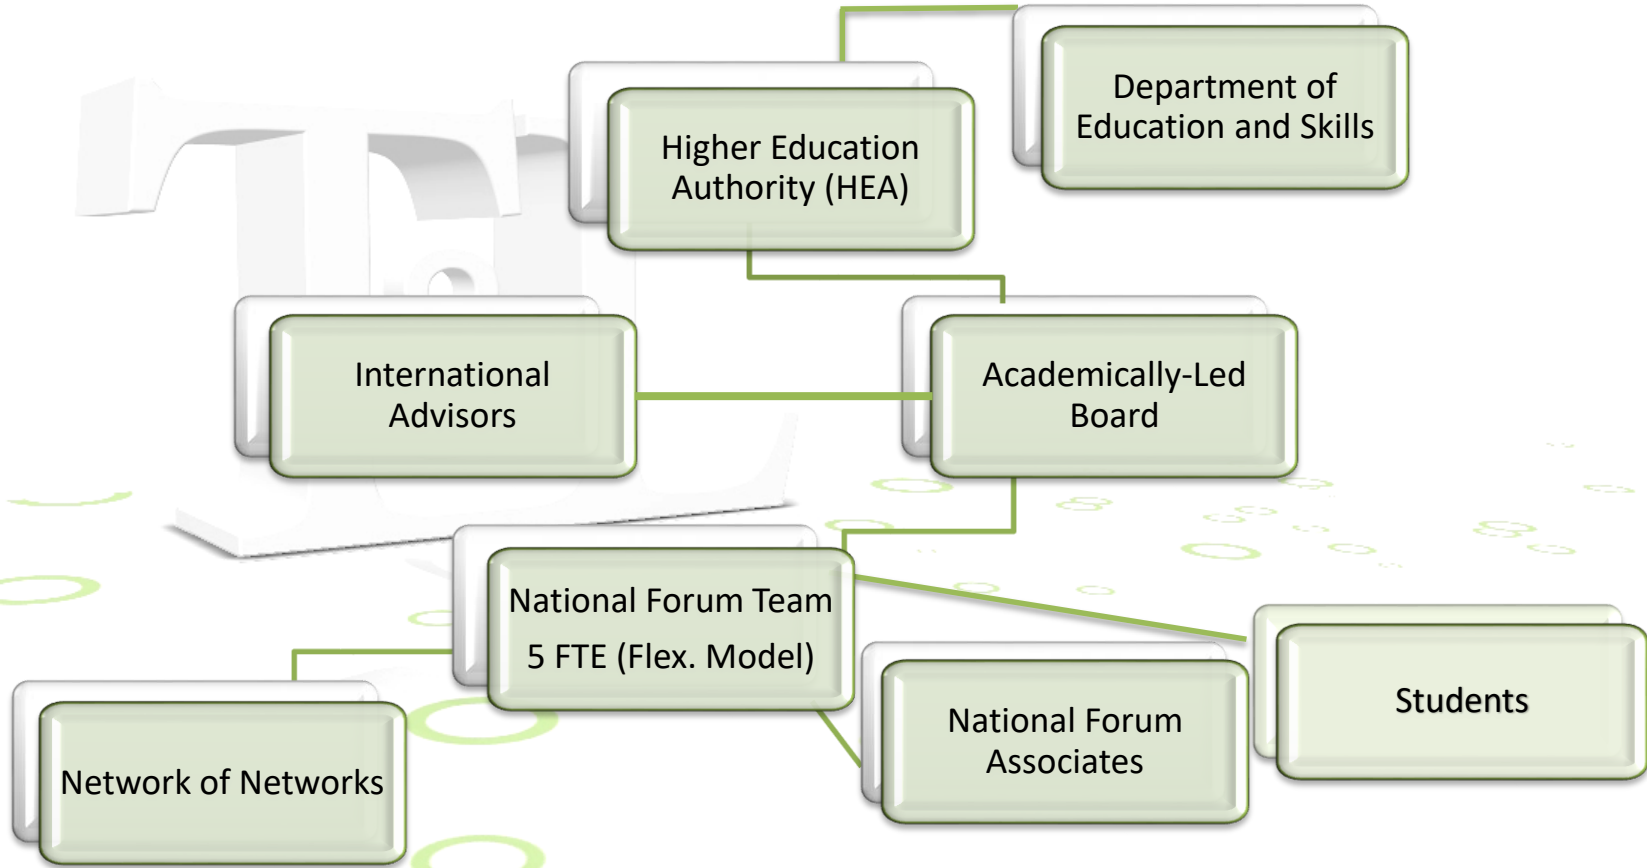 Department of
Education and Skills
Higher Education
Authority (HEA)
International
Advisors
Academically-Led
Board
National Forum Team
5 FTE (Flex. Model)
Students
National Forum
Associates
Network of Networks